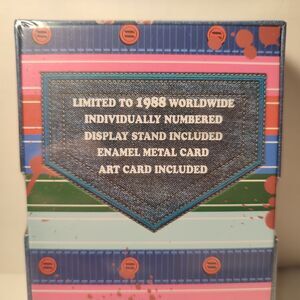 LIMITED TO 1988 WORLDWIDE
INDIVIDUALLY NUMBERED
DISPLAY STAND INCLUDED
ENAMEL METAL CARD
ART CARD INCLUDED